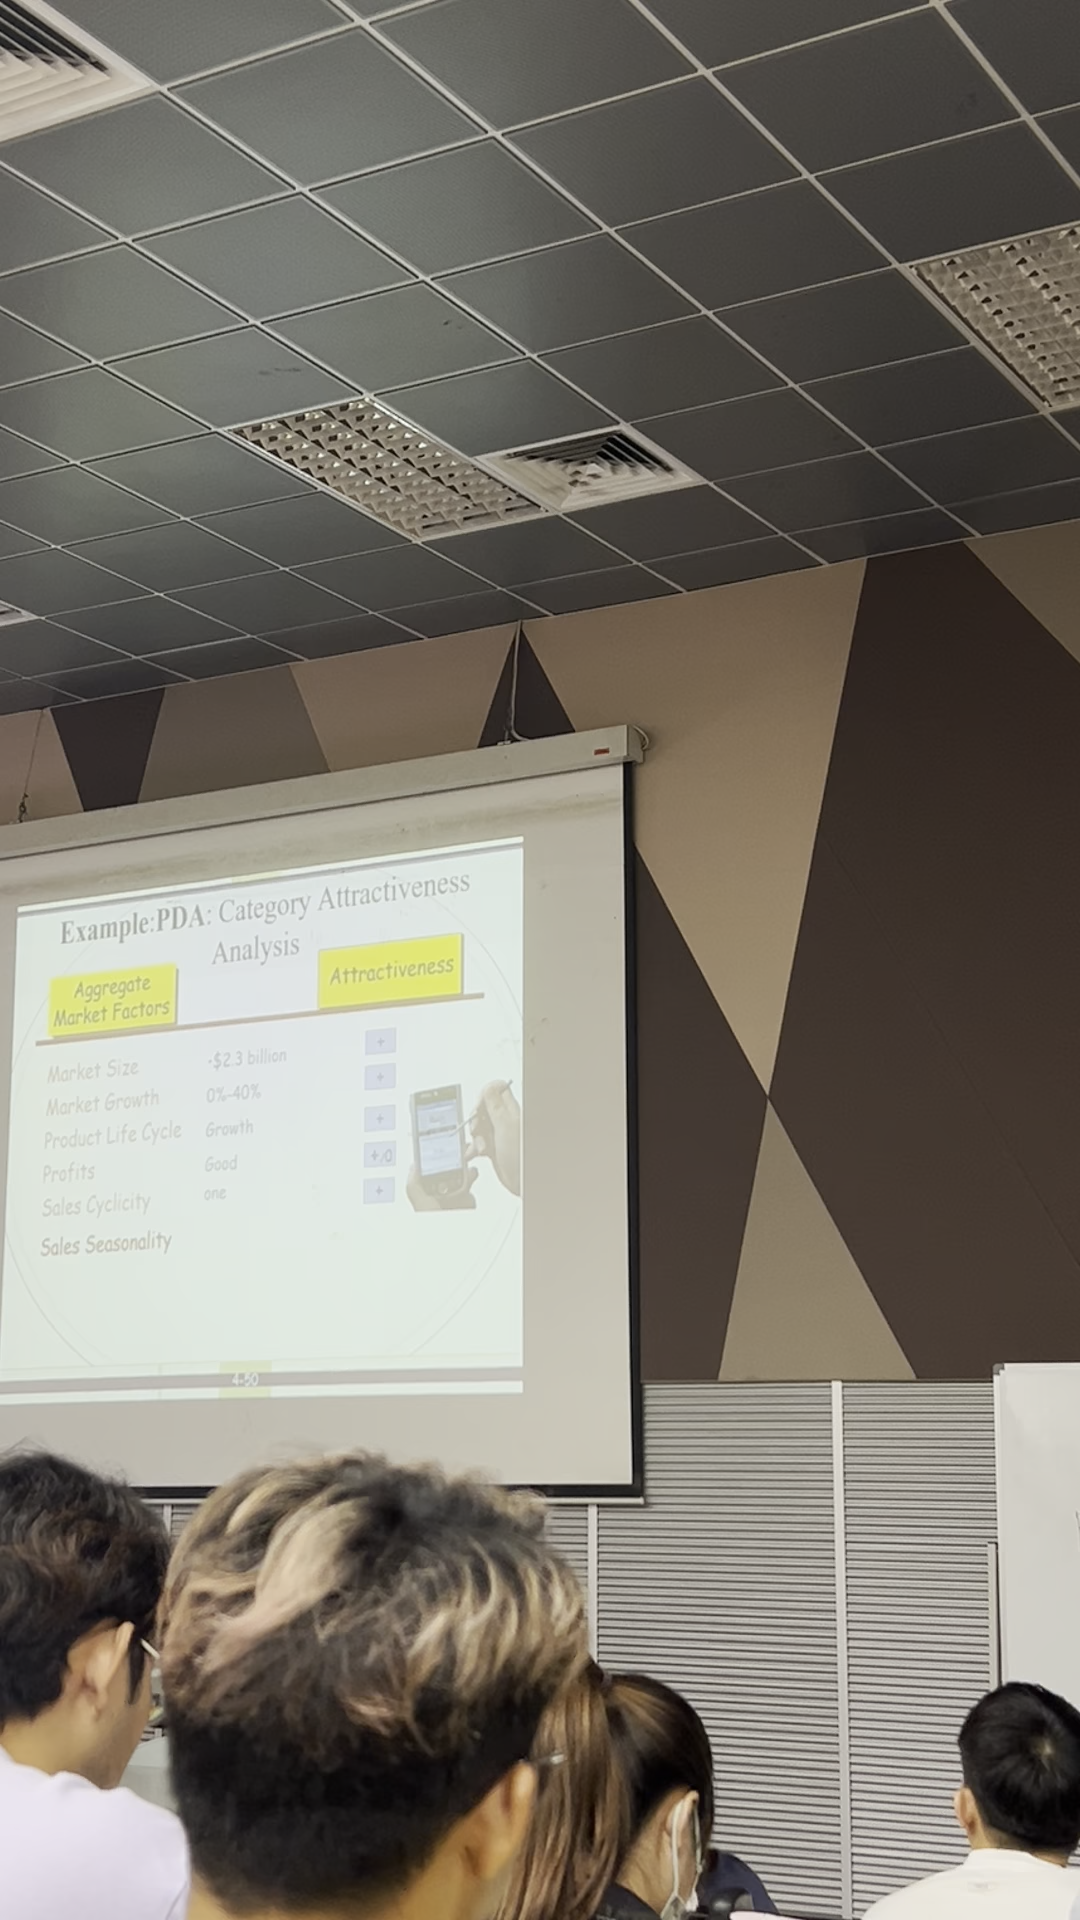 Example:PDA: Category Attractiveness
Analysis
Aggregate
Market Factors
Attractiveness
Market Size -$2.3 billion +
Market Growth 0%-40% +
Product Life Cycle Growth +
Profits Good +/0
Sales Cyclicity one +
Sales Seasonality
4-50